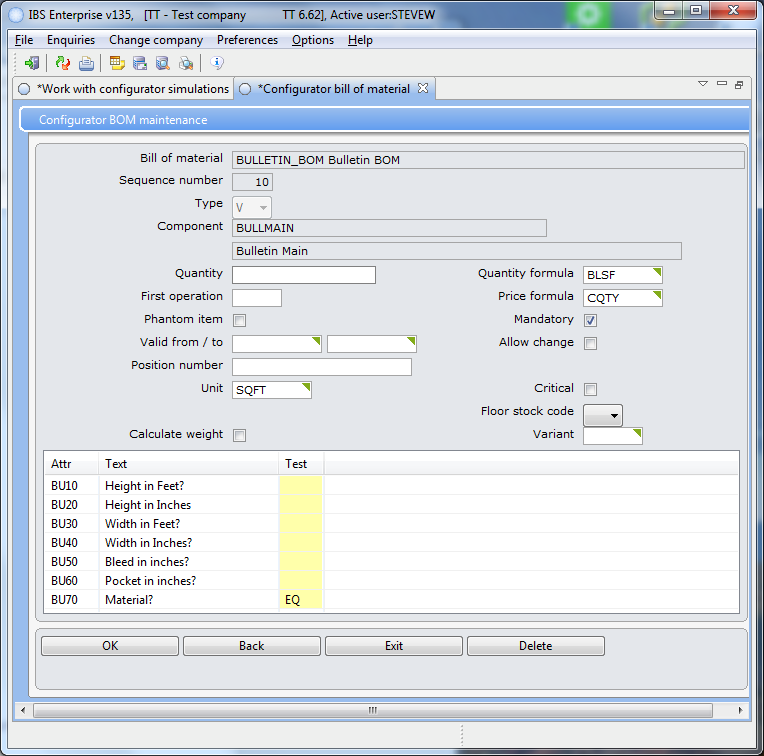 IBS Enterprise v135, [TT - Test company TT 6.62], Active user:STEVEW
File Enquiries Change company Preferences Options Help
*Work with configurator simulations *Configurator bill of material
Configurator BOM maintenance
Bill of material BULLETIN_BOM Bulletin BOM
Sequence number 10
Type V
Component BULLMAIN
Bulletin Main
Quantity Quantity formula BLSF
First operation Price formula CQTY
Phantom item Mandatory
Valid from / to Allow change
Position number
Unit SQFT Critical
Floor stock code
Calculate weight Variant
Attr Text Test
BU10 Height in Feet?
BU20 Height in Inches
BU30 Width in Feet?
BU40 Width in Inches?
BU50 Bleed in inches?
BU60 Pocket in inches?
BU70 Material? EQ
OK Back Exit Delete